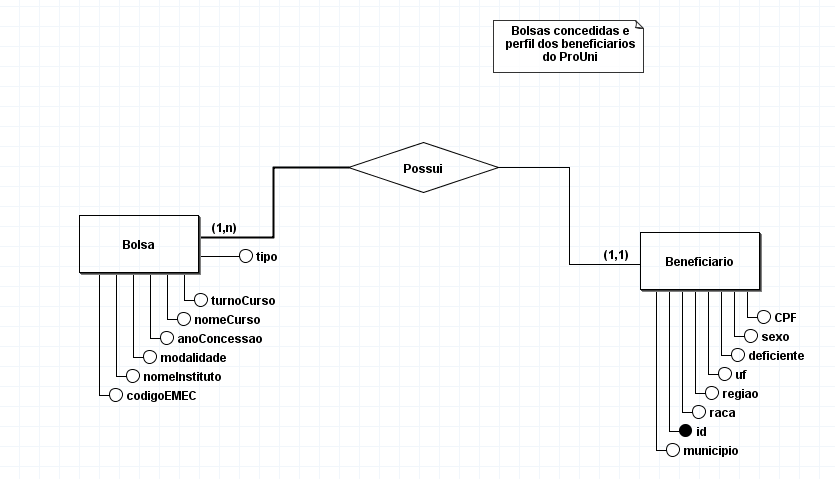 Bolsas concedidas e
perfil dos beneficiarios
do ProUni
Possui
(1,n)
Bolsa
tipo
turnoCurso
nomeCurso
anoConcessao
modalidade
nomeInstituto
codigoEMEC
(1,1)
Beneficiario
CPF
sexo
deficiente
uf
regiao
raca
id
municipio